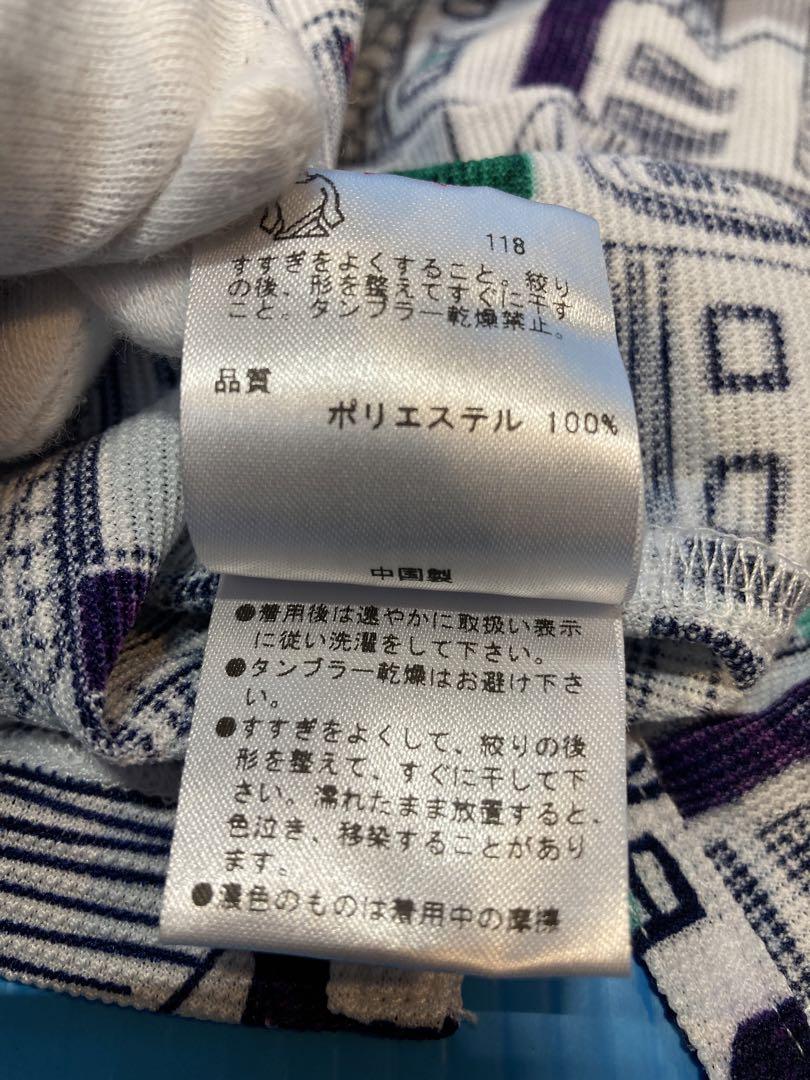 118
すすぎをよくすること。絞り
の後、形を整えてすぐに干す
こと。タンブラー乾燥禁止。
品質
ポリエステル 100%
中国製
●着用後は速やかに取扱い表示
に従い洗濯をして下さい。
●タンブラー乾燥はお避け下さ
い。
●すすぎをよくして、絞りの後
形を整えて、すぐに干して下
さい。濡れたまま放置すると、
色泣き、移染することがあり
ます。
●濃色のものは着用中の摩擦